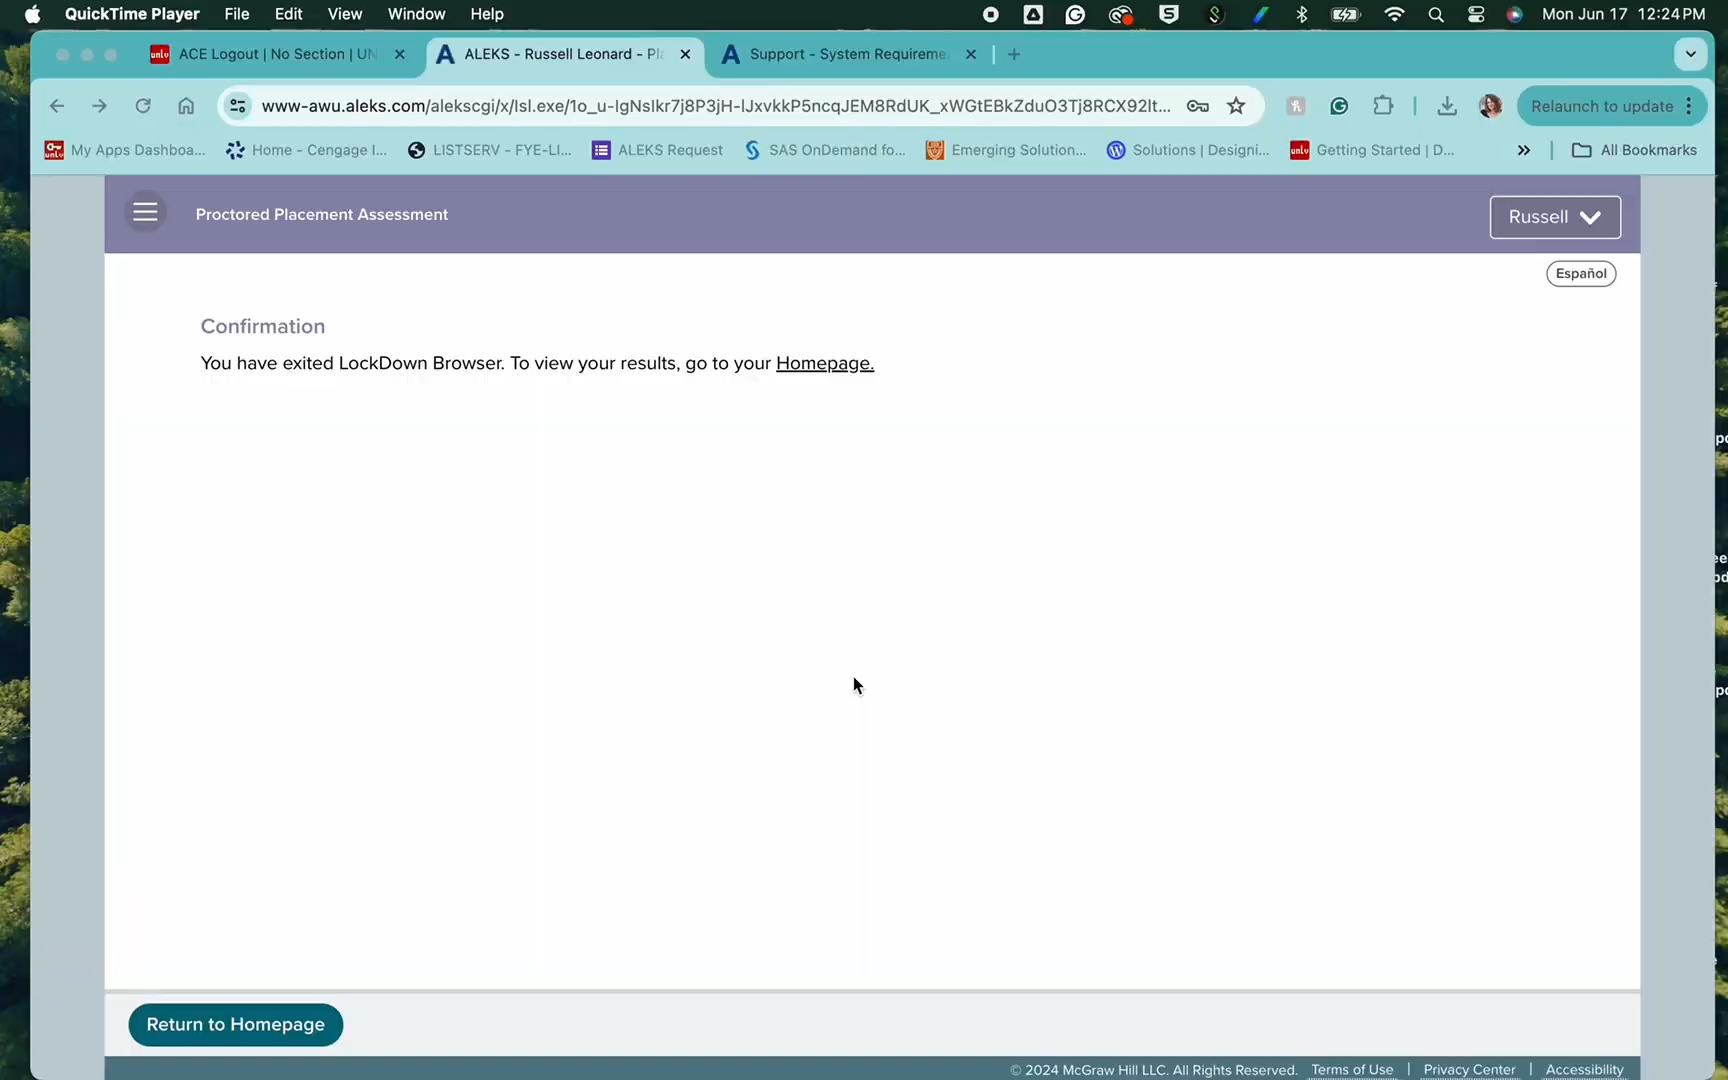 QuickTime Player File Edit View Window Help Mon Jun 17 12:24 PM
ACE Logout | No Section | UN ALEKS - Russell Leonard - Pla Support - System Requireme
www-awu.aleks.com/alekscgi/x/Isl.exe/1o_u-IgNsIkr7j8P3jH-IJxvkkP5ncqJEM8RdUK_xWGtEBkZduO3Tj8RCX92lt... Relaunch to update
My Apps Dashboa... Home - Cengage I... LISTSERV - FYE-LI... ALEKS Request SAS OnDemand fo... Emerging Solution... Solutions | Designi... Getting Started | D... » All Bookmarks
Proctored Placement Assessment Russell
Español
Confirmation
You have exited LockDown Browser. To view your results, go to your Homepage.
Return to Homepage
© 2024 McGraw Hill LLC. All Rights Reserved. Terms of Use | Privacy Center | Accessibility